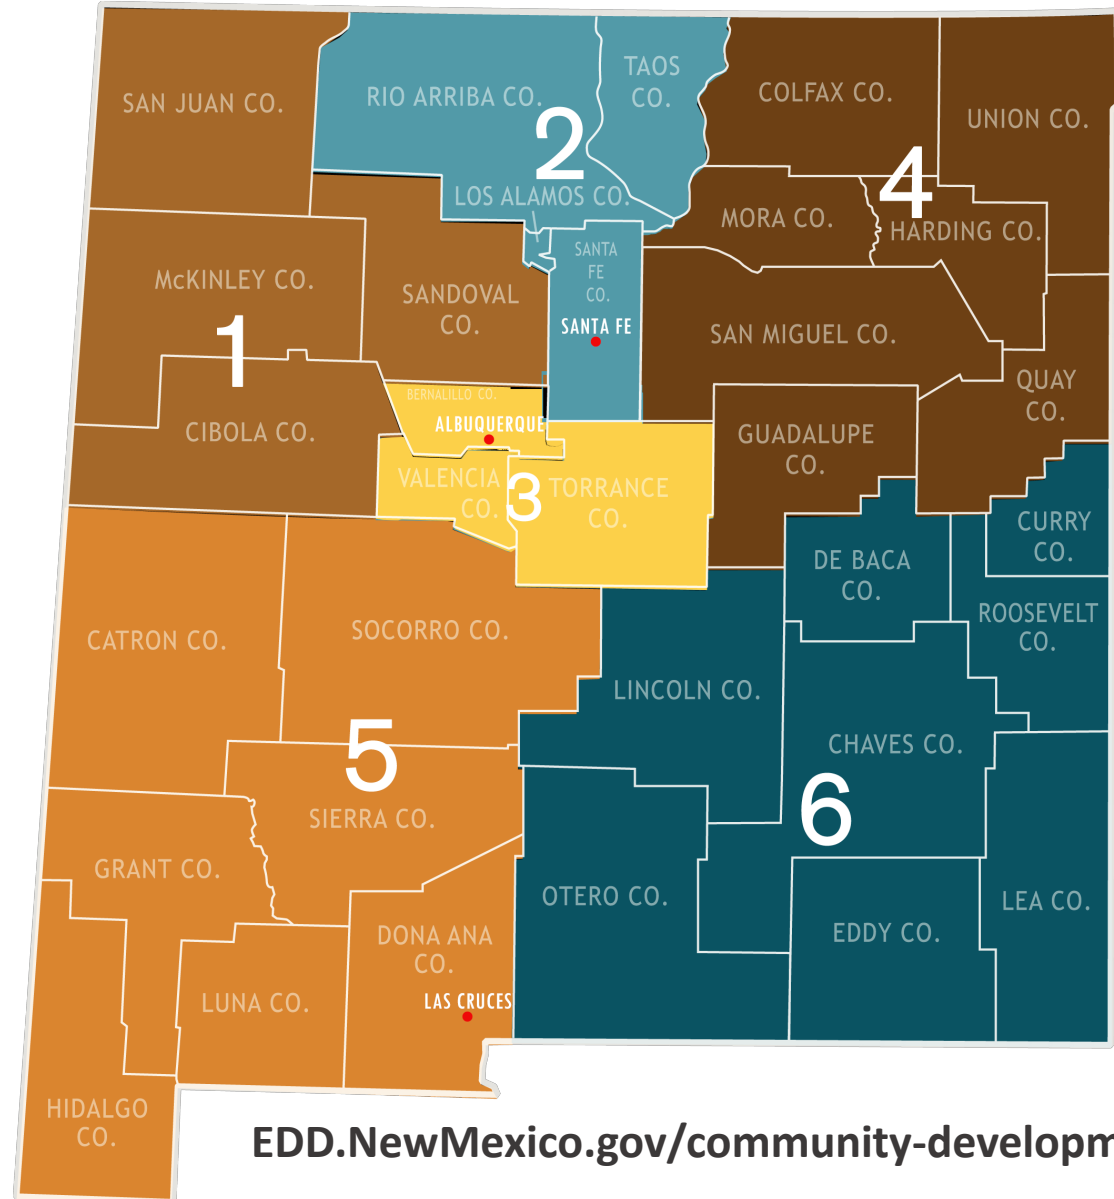 SAN JUAN CO.
RIO ARRIBA CO.
TAOS
CO.
COLFAX CO.
UNION CO.
2
LOS ALAMOS CO.
4
MORA CO.
HARDING CO.
McKINLEY CO.
SANDOVAL
CO.
SANTA
FE
CO.
SANTA FE
SAN MIGUEL CO.
1
QUAY
CO.
CIBOLA CO.
BERNALILLO CO.
ALBUQUERQUE
GUADALUPE
CO.
VALENCIA
CO.
3
TORRANCE
CO.
CURRY
CO.
DE BACA
CO.
ROOSEVELT
CO.
CATRON CO.
SOCORRO CO.
LINCOLN CO.
5
CHAVES CO.
6
SIERRA CO.
GRANT CO.
OTERO CO.
LEA CO.
DONA ANA
CO.
EDDY CO.
LUNA CO.
LAS CRUCES
HIDALGO
CO.
EDD.NewMexico.gov/community-developm